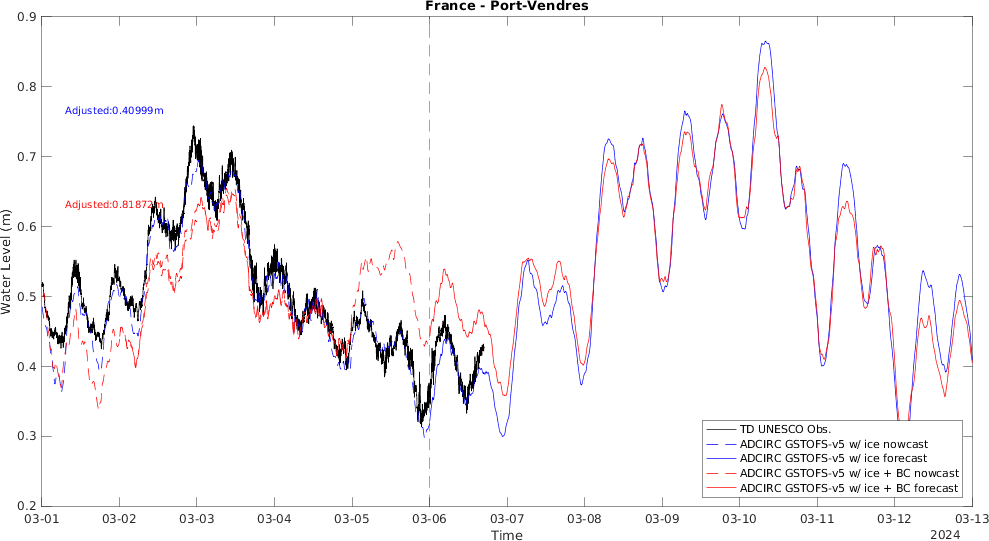 France - Port-Vendres
0.9
0.8
0.7
0.6
0.5
0.4
0.3
0.2
Water Level (m)
Adjusted:0.40999m
Adjusted:0.81872m
TD UNESCO Obs.
ADCIRC GSTOFS-v5 w/ ice nowcast
ADCIRC GSTOFS-v5 w/ ice forecast
ADCIRC GSTOFS-v5 w/ ice + BC nowcast
ADCIRC GSTOFS-v5 w/ ice + BC forecast
03-01 03-02 03-03 03-04 03-05 03-06 03-07 03-08 03-09 03-10 03-11 03-12 03-13
Time
2024